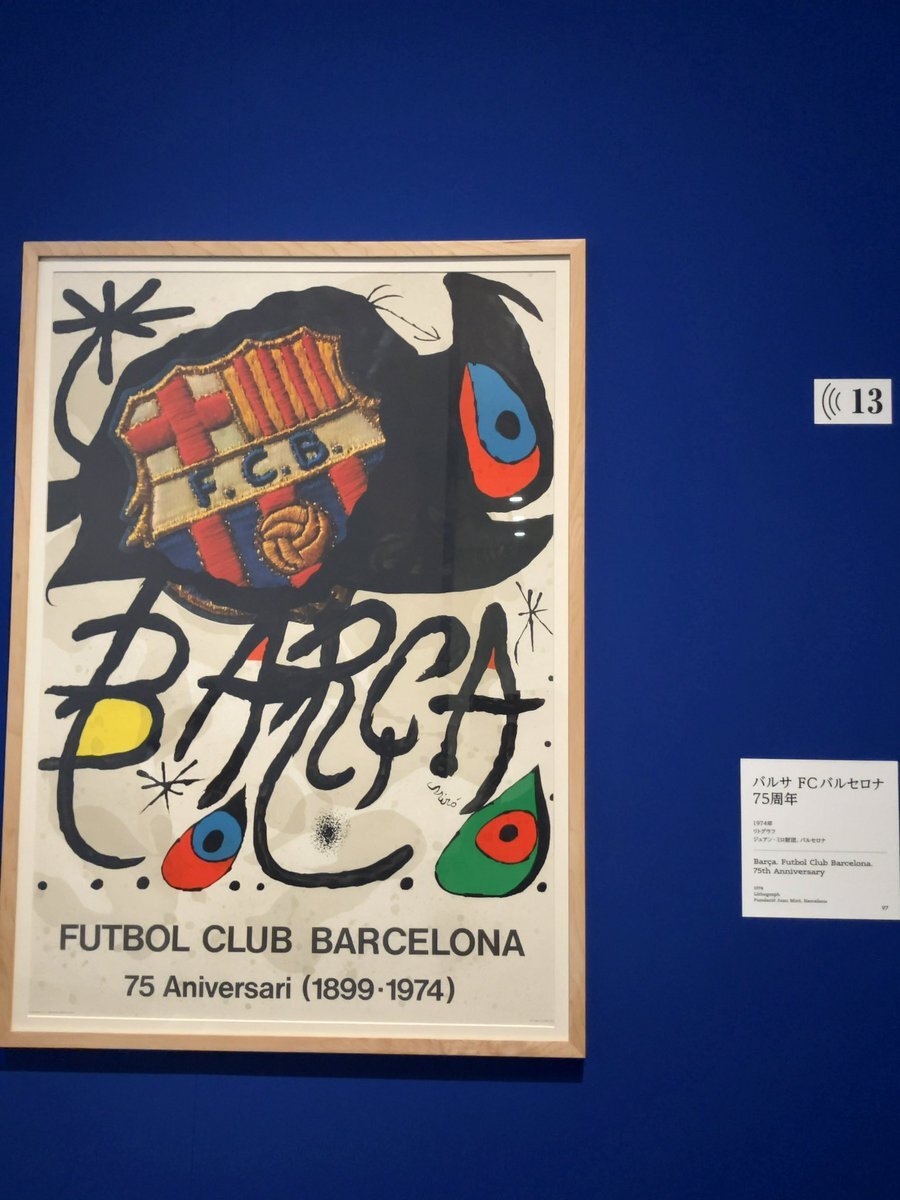 F.C.B.
BARÇA
Miró
FUTBOL CLUB BARCELONA
75 Aniversari (1899·1974)
13
バルサ FCバルセロナ
75周年
1974年
リトグラフ
ジュアン・ミロ財団、バルセロナ
Barça. Futbol Club Barcelona.
75th Anniversary
1974
Lithograph
Fundació Joan Miró, Barcelona
97